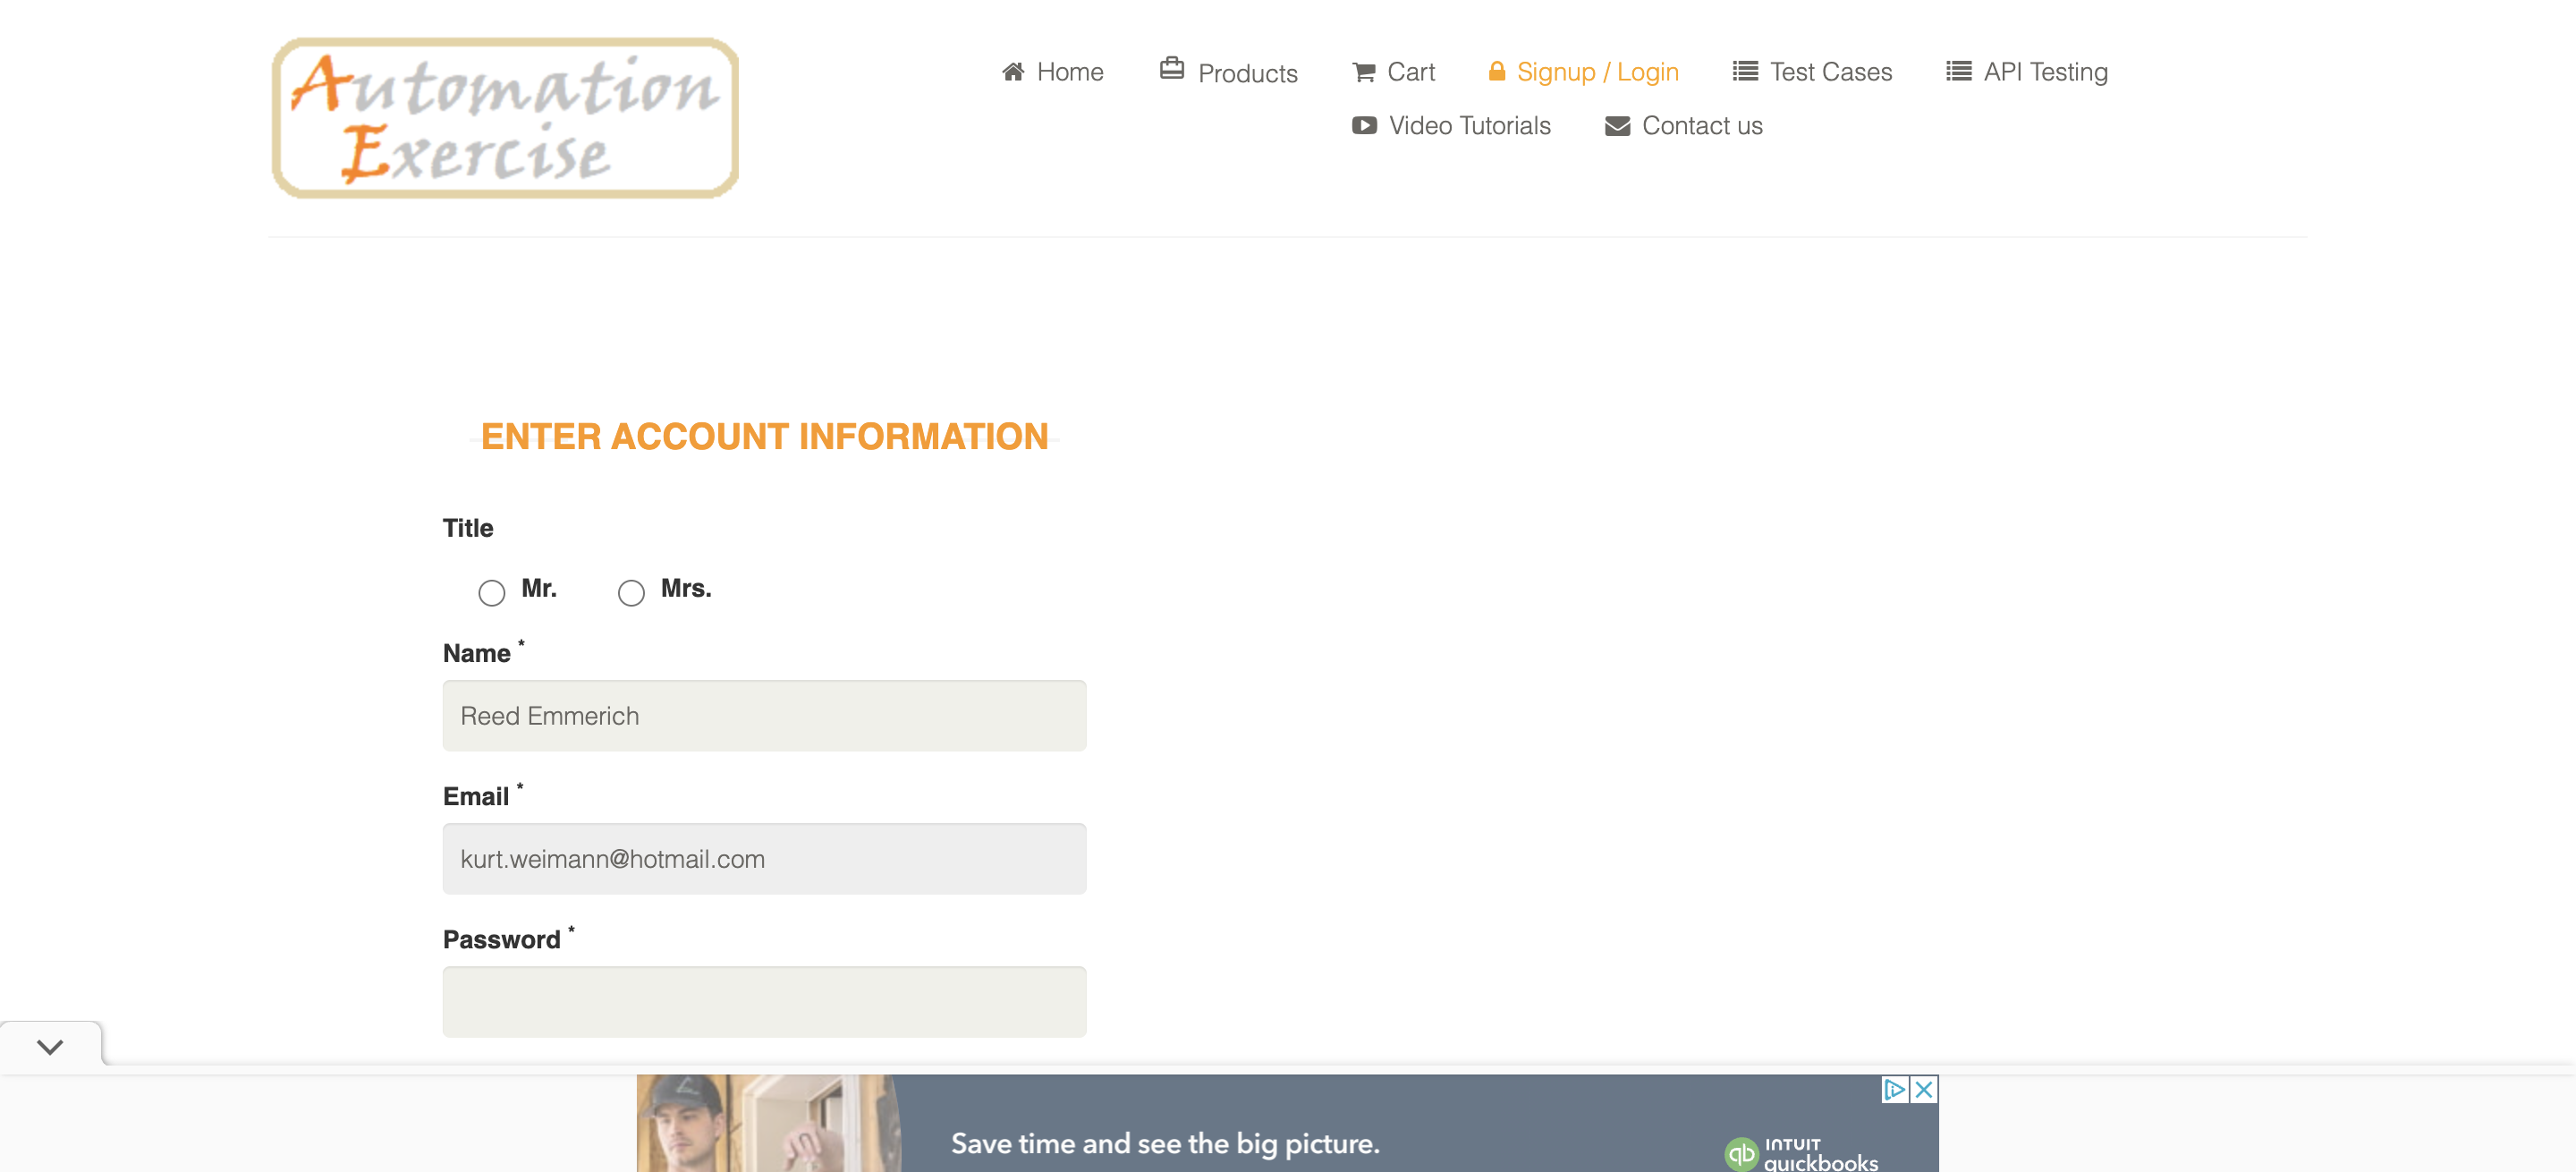 Automation
Exercise
Home Products Cart Signup / Login Test Cases API Testing
Video Tutorials Contact us
ENTER ACCOUNT INFORMATION
Title
Mr. Mrs.
Name *
Reed Emmerich
Email *
kurt.weimann@hotmail.com
Password *
Save time and see the big picture.
qb INTUIT
quickbooks